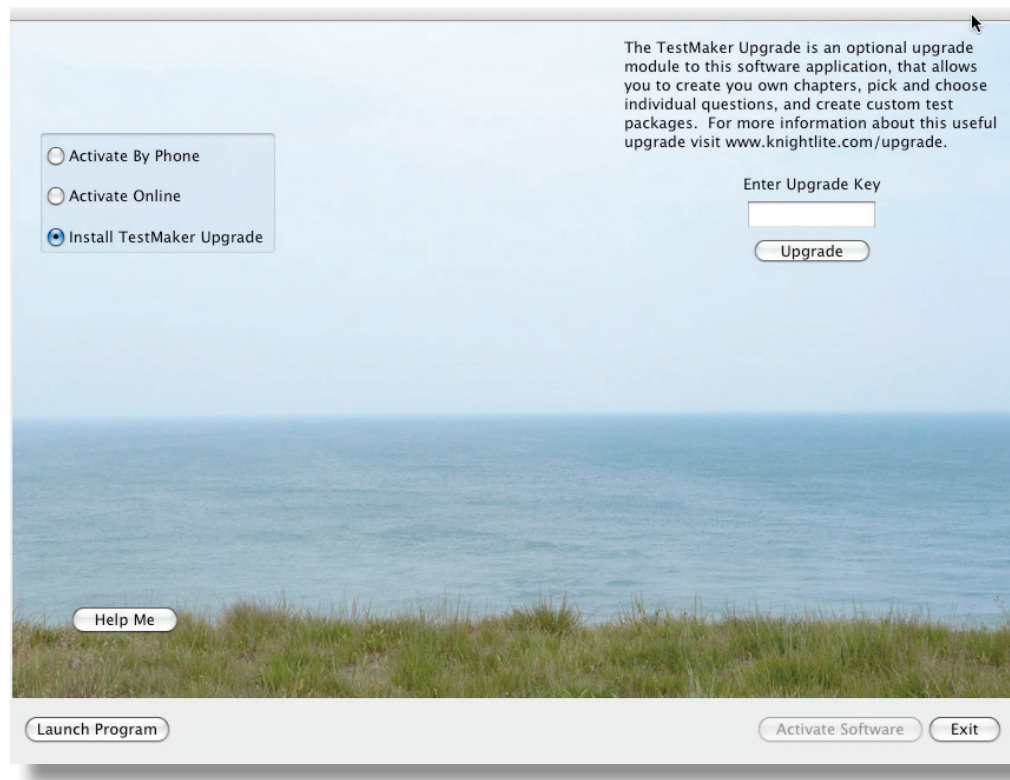 The TestMaker Upgrade is an optional upgrade
module to this software application, that allows
you to create you own chapters, pick and choose
individual questions, and create custom test
packages. For more information about this useful
upgrade visit www.knightlite.com/upgrade.
Activate By Phone
Activate Online
Install TestMaker Upgrade
Enter Upgrade Key
Upgrade
Help Me
Launch Program
Activate Software
Exit